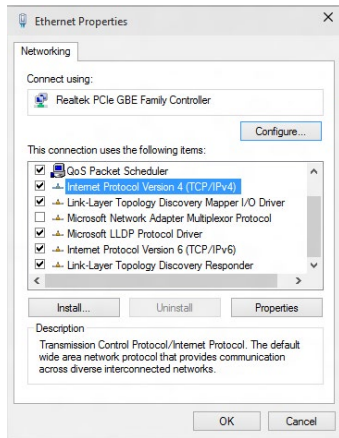 Ethernet Properties
Networking
Connect using:
Realtek PCIe GBE Family Controller
Configure...
This connection uses the following items:
QoS Packet Scheduler
Internet Protocol Version 4 (TCP/IPv4)
Link-Layer Topology Discovery Mapper I/O Driver
Microsoft Network Adapter Multiplexor Protocol
Microsoft LLDP Protocol Driver
Internet Protocol Version 6 (TCP/IPv6)
Link-Layer Topology Discovery Responder
Install... Uninstall Properties
Description
Transmission Control Protocol/Internet Protocol. The default
wide area network protocol that provides communication
across diverse interconnected networks.
OK Cancel